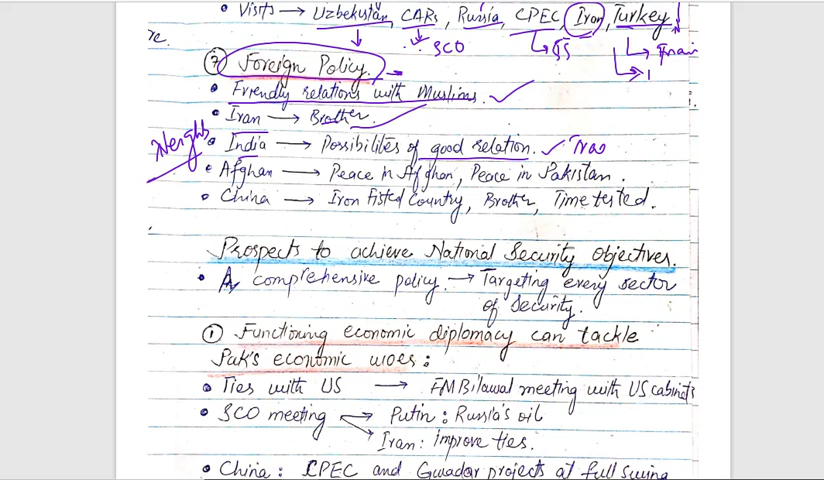 • Visits → Uzbekistan, CARs, Russia, CPEC, Iron, Turkey
SCO
⑦ Foreign Policy.
• Friendly relations with Muslims.
• Iran → Brother.
Neighb
• India → Possibilites of good relation.
• Afghan → Peace in Afghan, Peace in Pakistan.
• China → Iron Fisted Country, Brother, Time tested.
Prospects to achieve National Security Objectives.
• A comprehensive policy. → Targeting every sector
of Security.
① Functioning economic diplomacy can tackle
Pak's economic woes:
• Ties with US → FM Bilawal meeting with US cabinets
• SCO meeting → Putin: Russia's oil
→ Iran: improve ties.
• China: CPEC and Gwadar projects at full swing